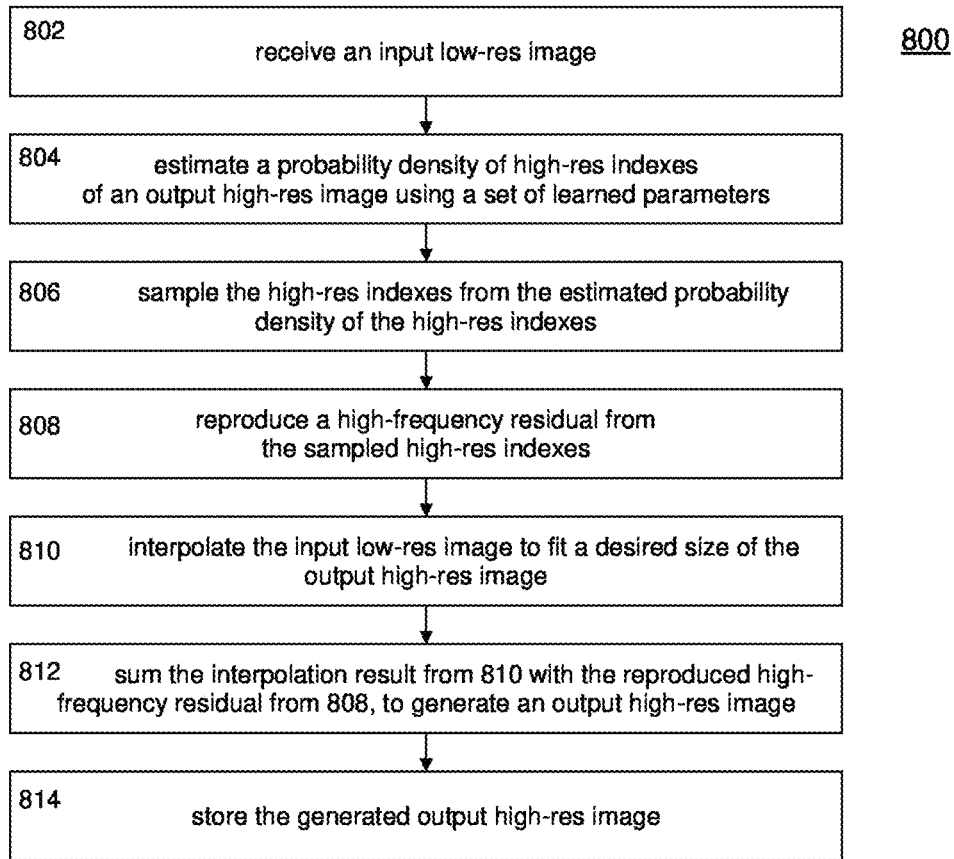 800
802
receive an input low-res image
804
estimate a probability density of high-res indexes
of an output high-res image using a set of learned parameters
806
sample the high-res indexes from the estimated probability
density of the high-res indexes
808
reproduce a high-frequency residual from
the sampled high-res indexes
810
interpolate the input low-res image to fit a desired size of the
output high-res image
812
sum the interpolation result from 810 with the reproduced high-
frequency residual from 808, to generate an output high-res image
814
store the generated output high-res image